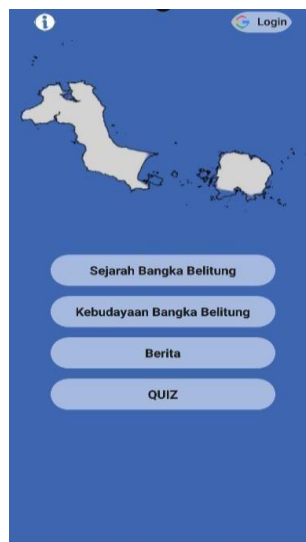 i
Login
Sejarah Bangka Belitung
Kebudayaan Bangka Belitung
Berita
QUIZ